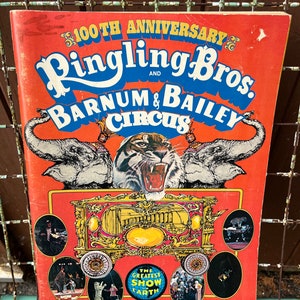 100TH ANNIVERSARY
Ringling Bros.
AND
BARNUM & BAILEY
CIRCUS
THE
GREATEST
SHOW
ON
EARTH